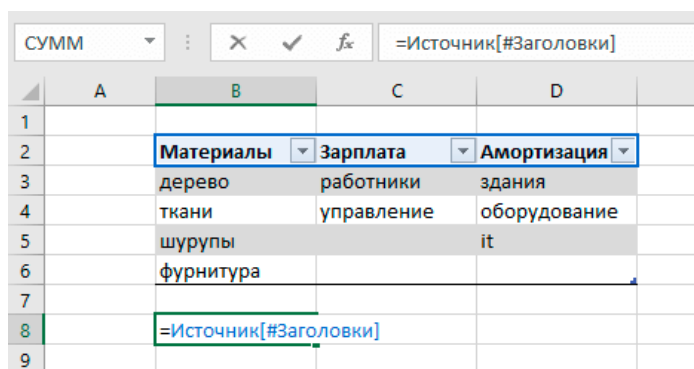 СУММ fx =Источник[#Заголовки]
A B C D
1
2 Материалы Зарплата Амортизация
3 дерево работники здания
4 ткани управление оборудование
5 шурупы it
6 фурнитура
7
8 =Источник[#Заголовки]
9